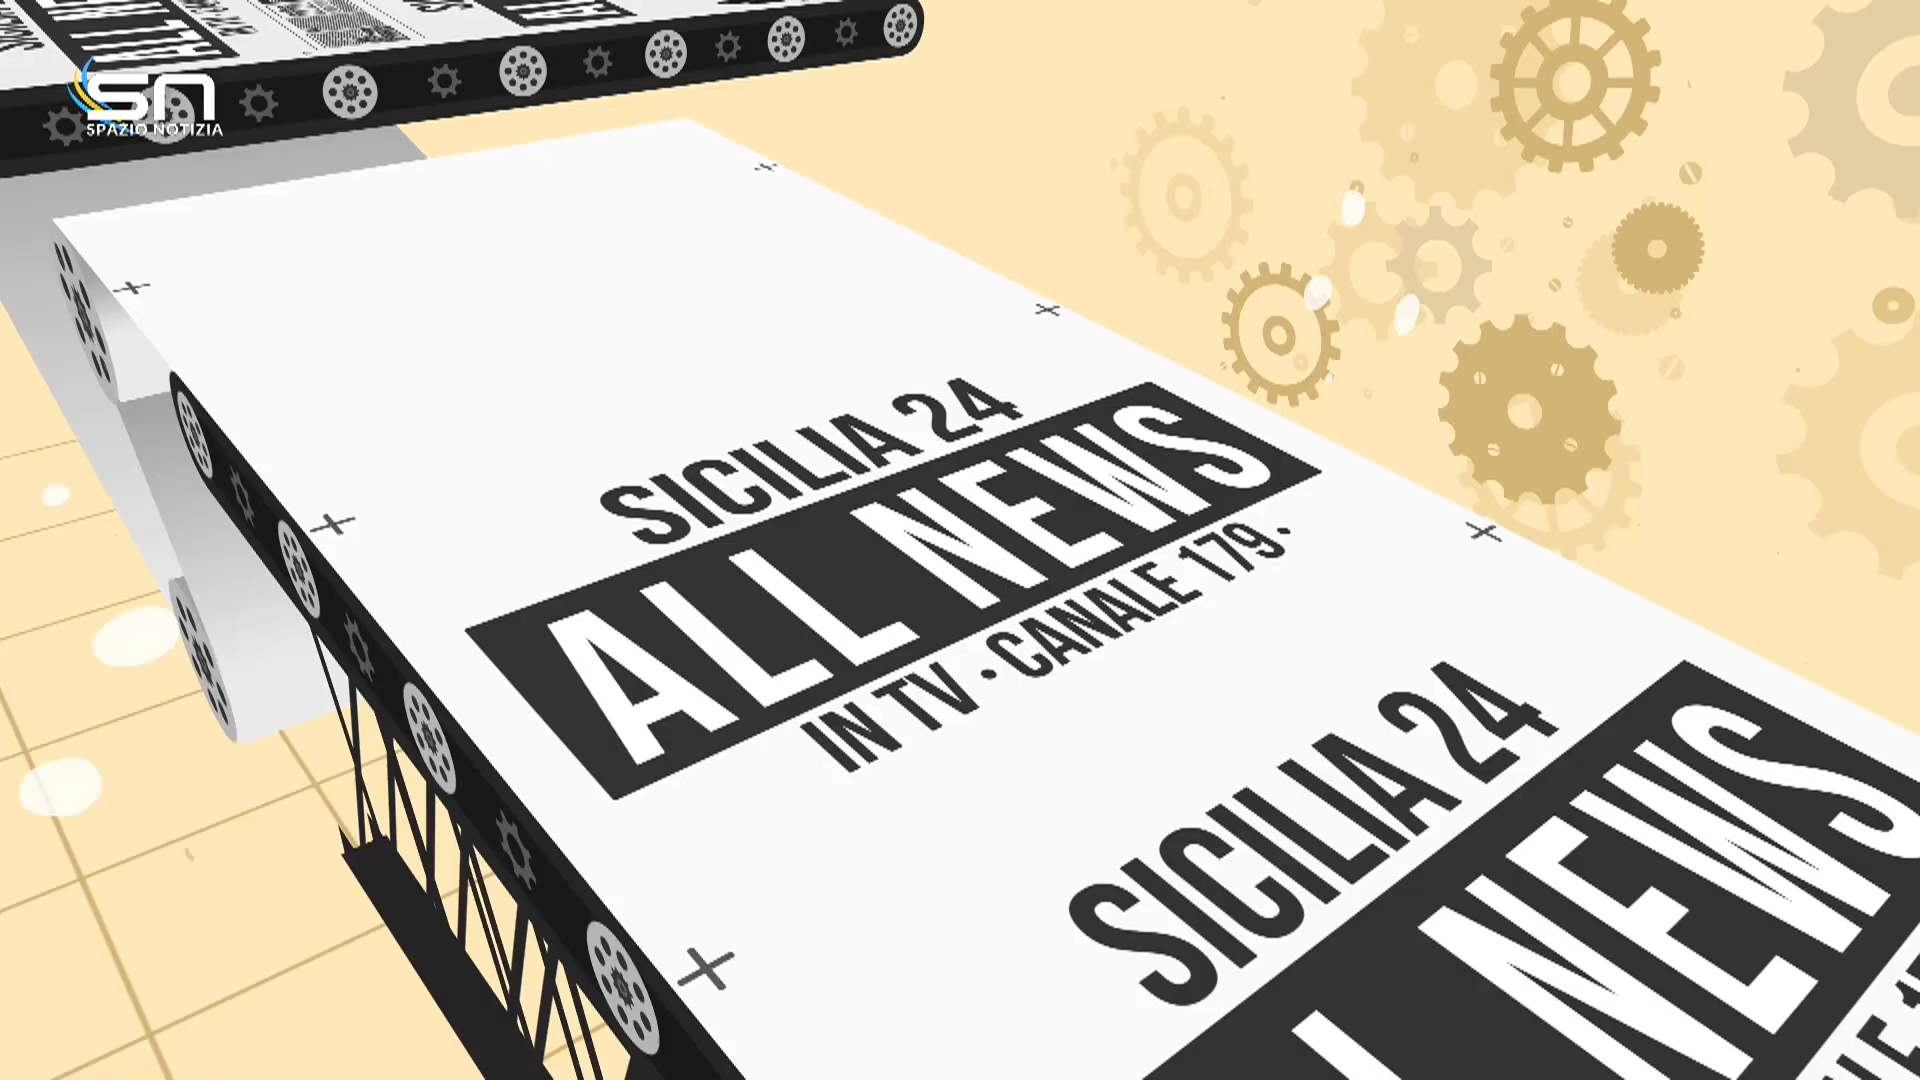 SN
SPAZIO NOTIZIA
SICILIA 24
ALL NEWS
IN TV • CANALE 179 •
SICILIA 24
NEWS